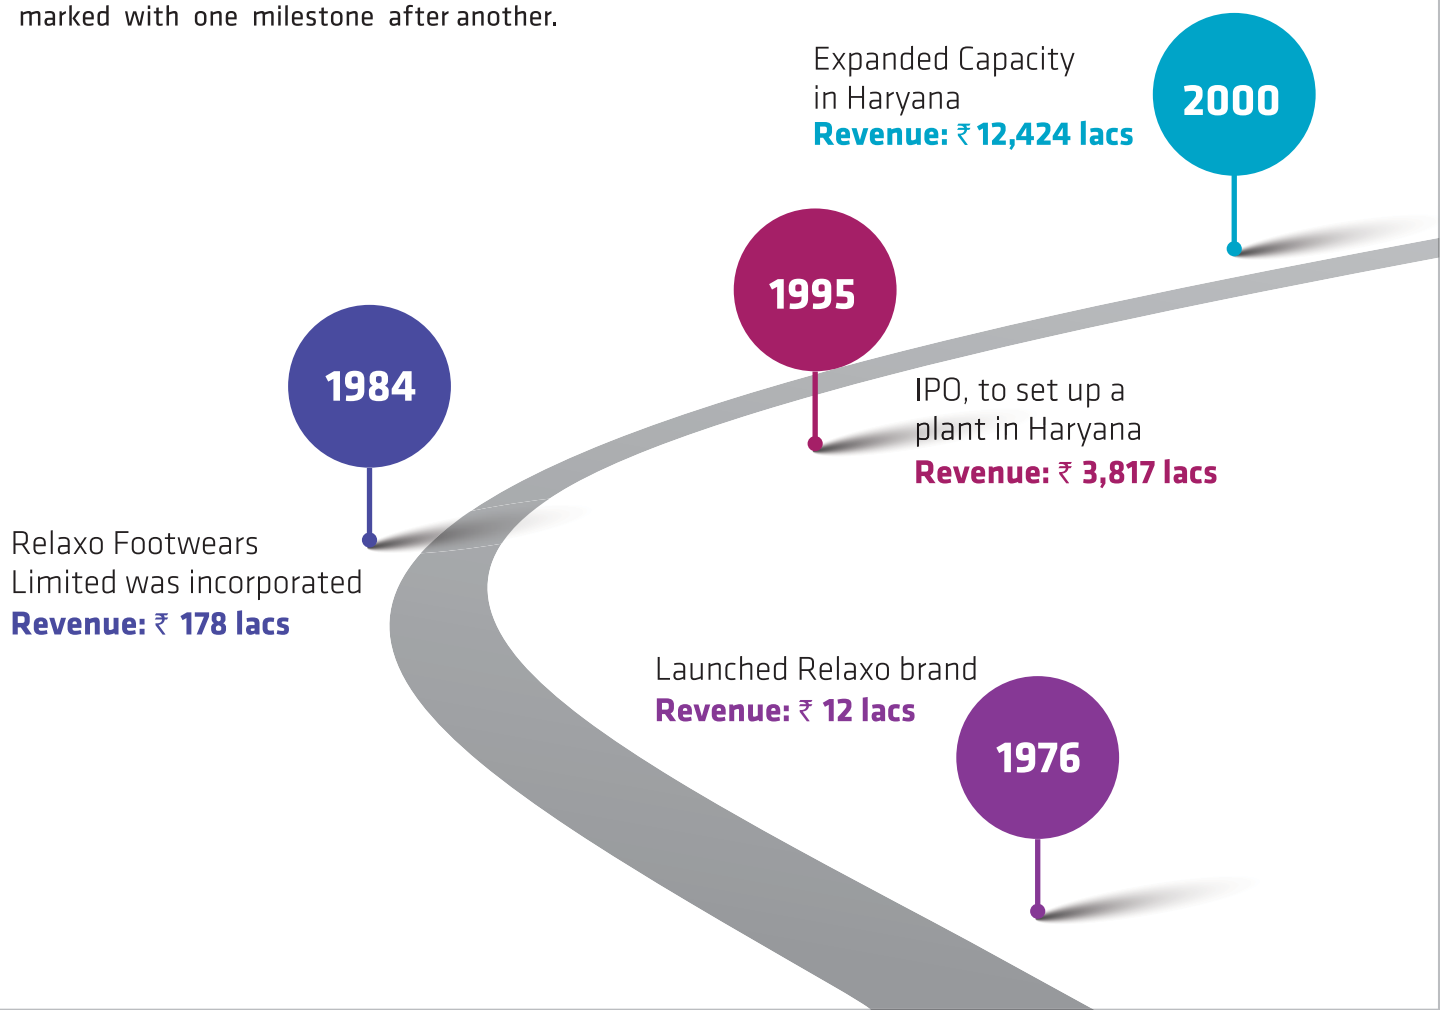 marked with one milestone after another.
Expanded Capacity
in Haryana
Revenue: ₹ 12,424 lacs
2000
1995
IPO, to set up a
plant in Haryana
Revenue: ₹ 3,817 lacs
1984
Relaxo Footwears
Limited was incorporated
Revenue: ₹ 178 lacs
Launched Relaxo brand
Revenue: ₹ 12 lacs
1976